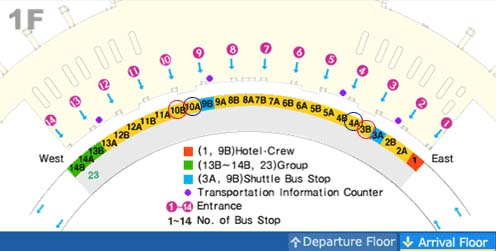 1F
14 13 12 11 10 9 8 7 6 5 4 3 2 1
West 14B 14A 13B 13A 12B 12A 11B 11A 10B 10A 9B 9A 8B 8A 7B 7A 6B 6A 5B 5A 4B 4A 3B 3A 2B 2A 1 East
23
(1, 9B)Hotel-Crew
(13B~14B, 23)Group
(3A, 9B)Shuttle Bus Stop
Transportation Information Counter
1~14 Entrance
1~14 No. of Bus Stop
Departure Floor Arrival Floor